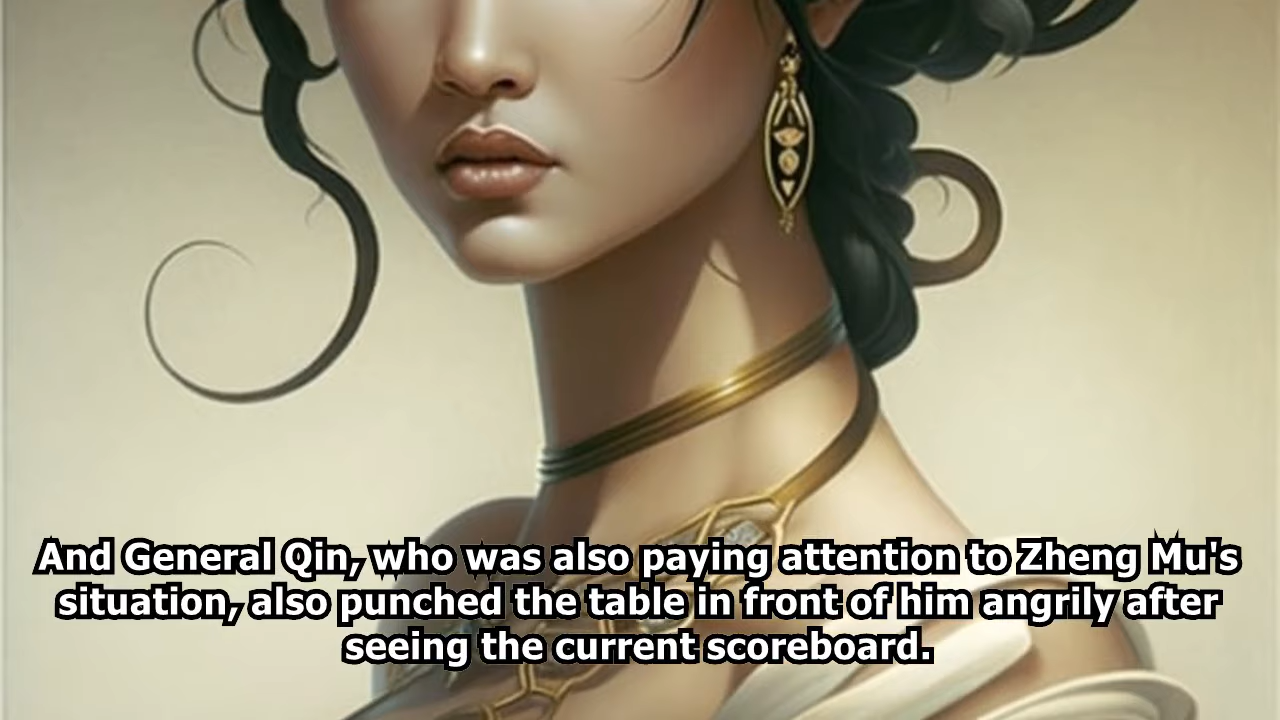 And General Qin, who was also paying attention to Zheng Mu's
situation, also punched the table in front of him angrily after
seeing the current scoreboard.